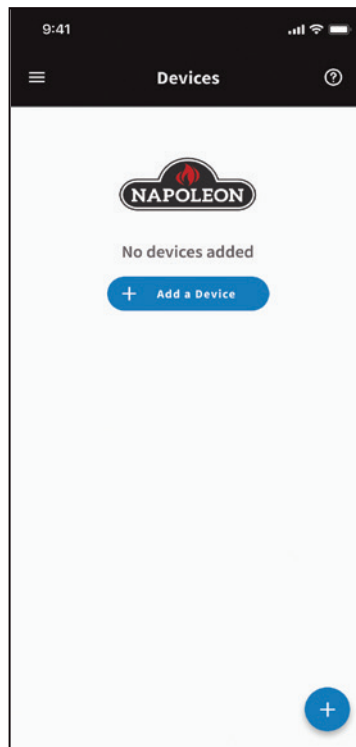 9:41
Devices
NAPOLEON
No devices added
+ Add a Device
+